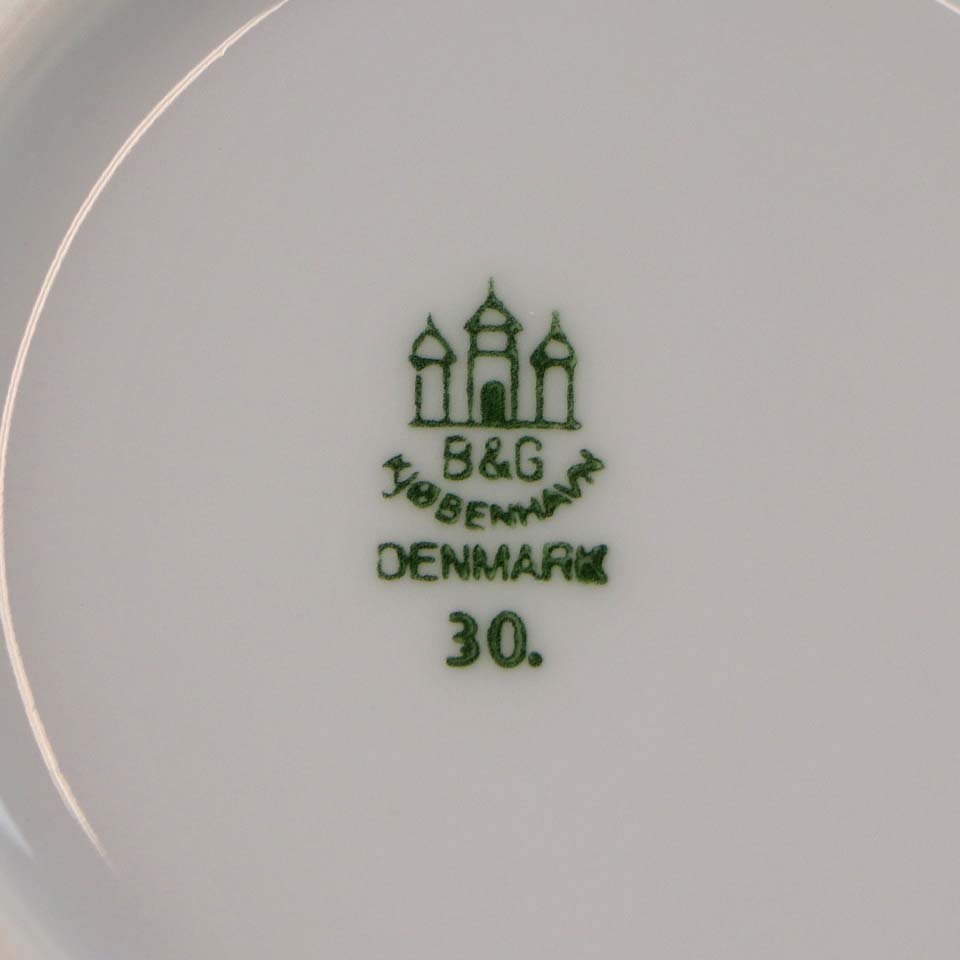 B&G
KJØBENHAVN
DENMARK
30.